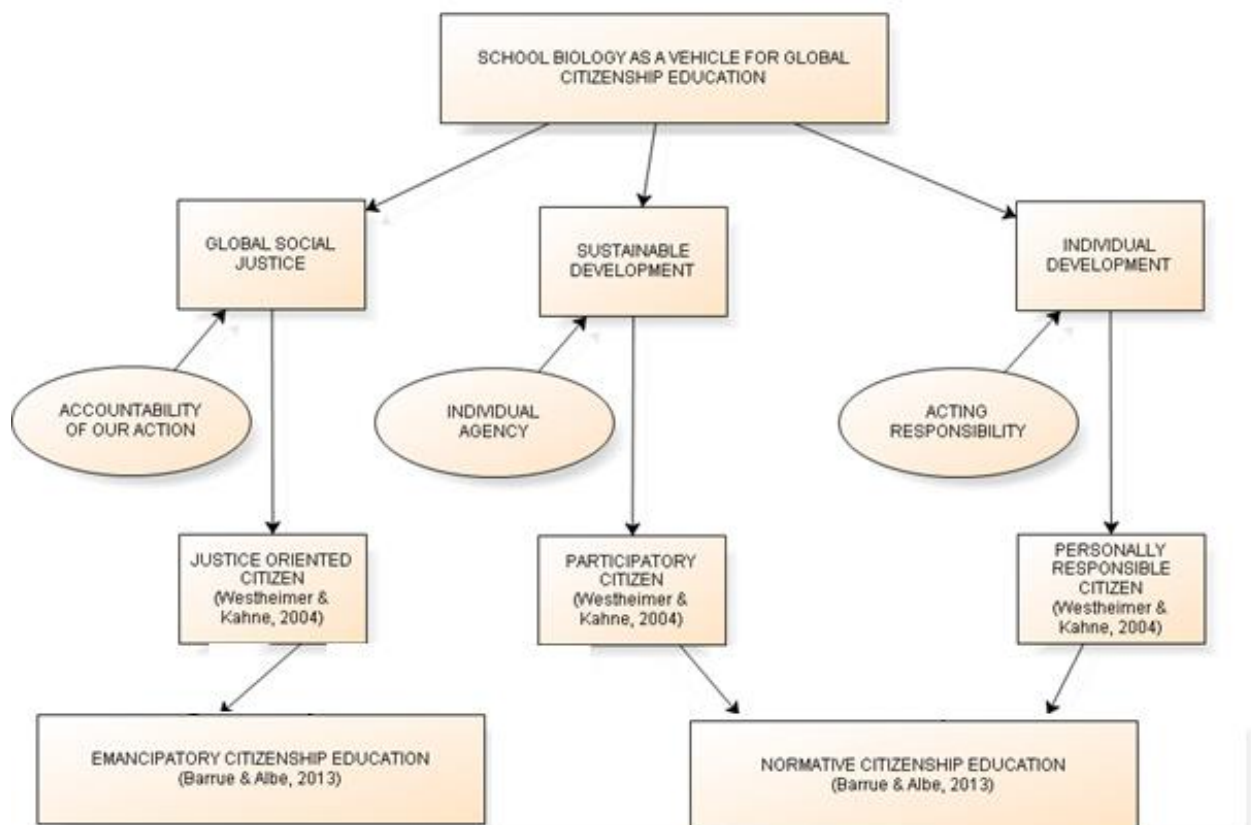 SCHOOL BIOLOGY AS A VEHICLE FOR GLOBAL
CITIZENSHIP EDUCATION
GLOBAL SOCIAL
JUSTICE
SUSTAINABLE
DEVELOPMENT
INDIVIDUAL
DEVELOPMENT
ACCOUNTABILITY
OF OUR ACTION
INDIVIDUAL
AGENCY
ACTING
RESPONSIBILITY
JUSTICE ORIENTED
CITIZEN
(Westheimer &
Kahne, 2004)
PARTICIPATORY
CITIZEN
(Westheimer &
Kahne, 2004)
PERSONALLY
RESPONSIBLE
CITIZEN
(Westheimer &
Kahne, 2004)
EMANCIPATORY CITIZENSHIP EDUCATION
(Barrue & Albe, 2013)
NORMATIVE CITIZENSHIP EDUCATION
(Barrue & Albe, 2013)